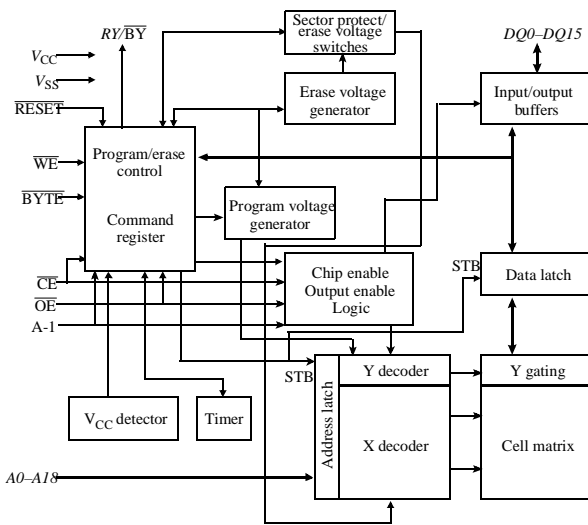 RY/BY
Sector protect/
erase voltage
switches
DQ0–DQ15
VCC
VSS
RESET
Erase voltage
generator
Input/output
buffers
WE
Program/erase
control
BYTE
Command
register
Program voltage
generator
STB
Data latch
CE
Chip enable
Output enable
Logic
OE
A-1
STB
Address latch
Y decoder
Y gating
VCC detector
Timer
X decoder
Cell matrix
A0–A18